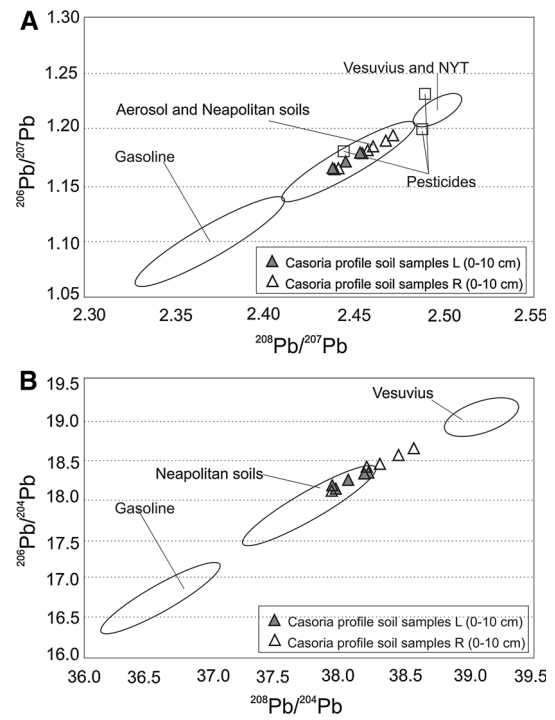 A
1.30
Vesuvius and NYT
1.25
Aerosol and Neapolitan soils
1.20
Gasoline
Pesticides
1.15
1.10
1.05
206Pb/207Pb
Casoria profile soil samples L (0-10 cm)
Casoria profile soil samples R (0-10 cm)
2.30 2.35 2.40 2.45 2.50 2.55
208Pb/207Pb
B
19.5
Vesuvius
19.0
18.5
Neapolitan soils
18.0
Gasoline
17.5
17.0
16.5
16.0
206Pb/204Pb
Casoria profile soil samples L (0-10 cm)
Casoria profile soil samples R (0-10 cm)
36.0 36.5 37.0 38.0 38.5 39.0 39.5
208Pb/204Pb